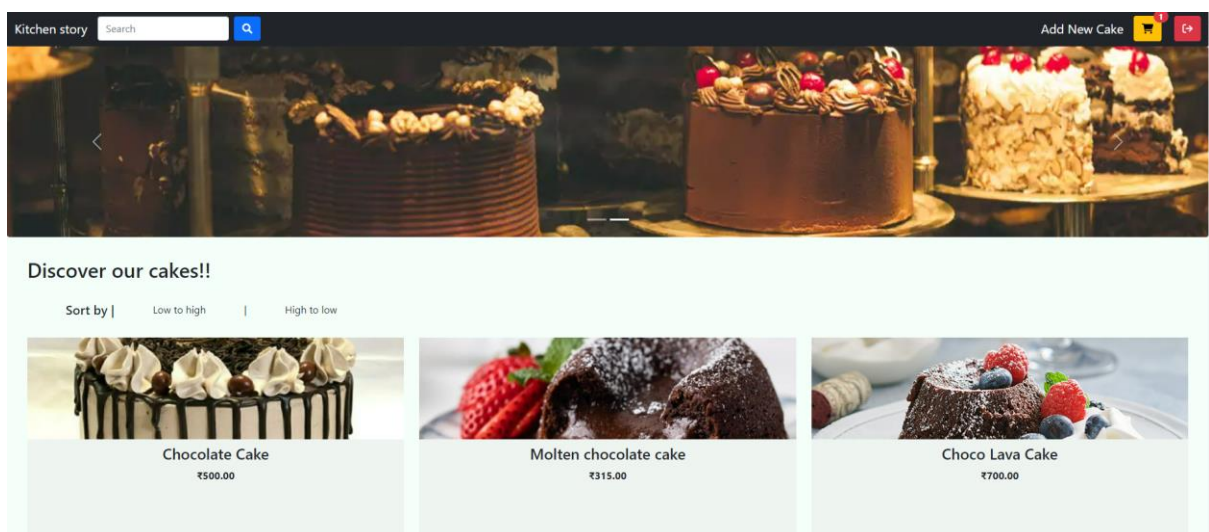 Kitchen story Search Add New Cake 1
Discover our cakes!!
Sort by | Low to high | High to low
Chocolate Cake Molten chocolate cake Choco Lava Cake
₹500.00 ₹315.00 ₹700.00